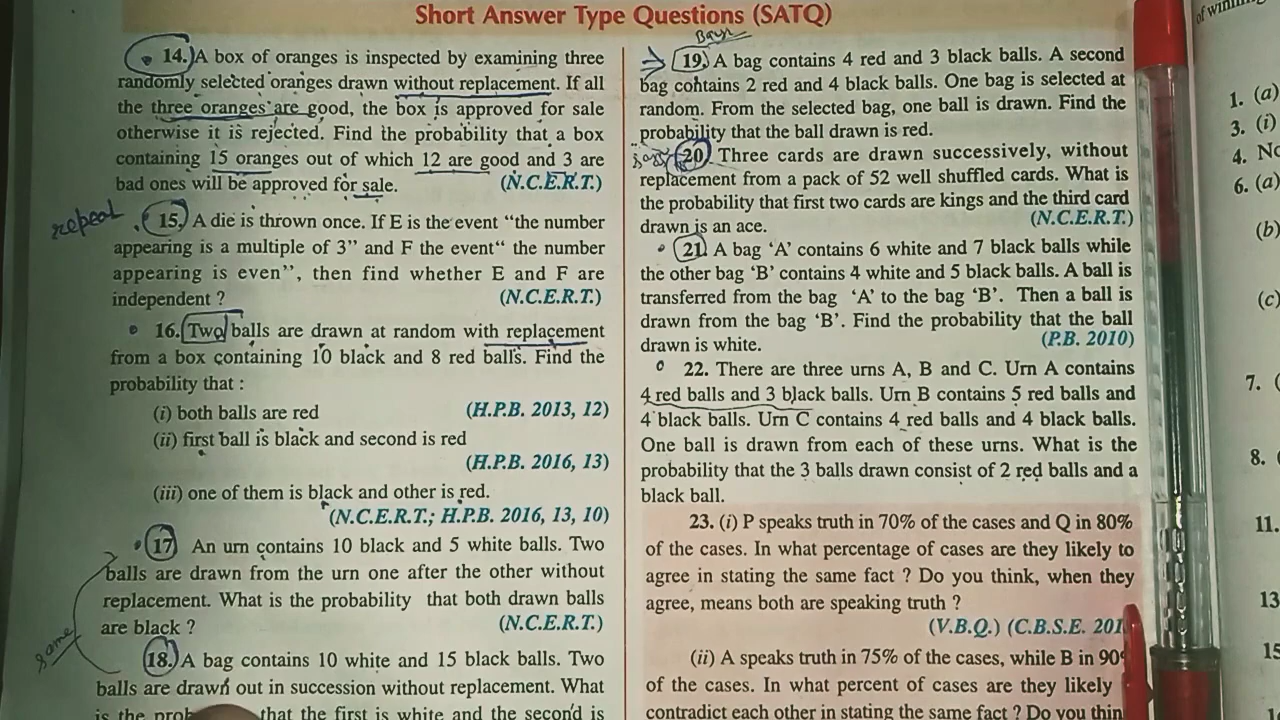 Short Answer Type Questions (SATQ)
14. A box of oranges is inspected by examining three
randomly selected oranges drawn without replacement. If all
the three oranges are good, the box is approved for sale
otherwise it is rejected. Find the probability that a box
containing 15 oranges out of which 12 are good and 3 are
bad ones will be approved for sale. (N.C.E.R.T.)
repeat
15. A die is thrown once. If E is the event “the number
appearing is a multiple of 3” and F the event“ the number
appearing is even”, then find whether E and F are
independent ? (N.C.E.R.T.)
16. Two balls are drawn at random with replacement
from a box containing 10 black and 8 red balls. Find the
probability that :
(i) both balls are red (H.P.B. 2013, 12)
(ii) first ball is black and second is red
(H.P.B. 2016, 13)
(iii) one of them is black and other is red.
(N.C.E.R.T.; H.P.B. 2016, 13, 10)
17 An urn contains 10 black and 5 white balls. Two
balls are drawn from the urn one after the other without
replacement. What is the probability that both drawn balls
are black ? (N.C.E.R.T.)
same
18. A bag contains 10 white and 15 black balls. Two
balls are drawn out in succession without replacement. What
is the that the first is white and the second is
19. A bag contains 4 red and 3 black balls. A second
bag contains 2 red and 4 black balls. One bag is selected at
random. From the selected bag, one ball is drawn. Find the
probability that the ball drawn is red.
20. Three cards are drawn successively, without
replacement from a pack of 52 well shuffled cards. What is
the probability that first two cards are kings and the third card
drawn is an ace. (N.C.E.R.T.)
21. A bag ‘A’ contains 6 white and 7 black balls while
the other bag ‘B’ contains 4 white and 5 black balls. A ball is
transferred from the bag ‘A’ to the bag ‘B’. Then a ball is
drawn from the bag ‘B’. Find the probability that the ball
drawn is white. (P.B. 2010)
22. There are three urns A, B and C. Urn A contains
4 red balls and 3 black balls. Urn B contains 5 red balls and
4 black balls. Urn C contains 4 red balls and 4 black balls.
One ball is drawn from each of these urns. What is the
probability that the 3 balls drawn consist of 2 red balls and a
black ball.
23. (i) P speaks truth in 70% of the cases and Q in 80%
of the cases. In what percentage of cases are they likely to
agree in stating the same fact ? Do you think, when they
agree, means both are speaking truth ?
(V.B.Q.) (C.B.S.E. 201
(ii) A speaks truth in 75% of the cases, while B in 90%
of the cases. In what percent of cases are they likely
contradict each other in stating the same fact ? Do you thin
1. (a)
3. (i)
4. No
6. (a)
(b)
(c)
7. (
8.
11.
13
15